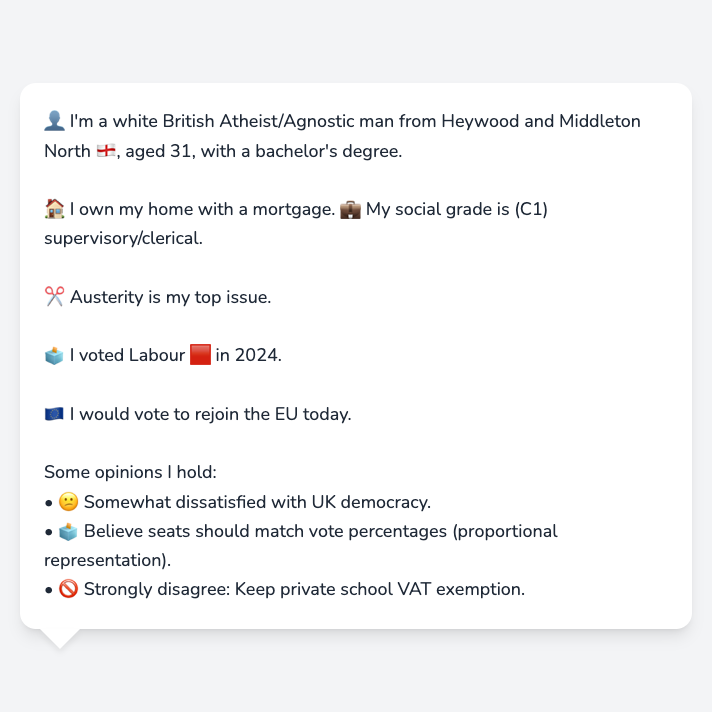 👤 I'm a white British Atheist/Agnostic man from Heywood and Middleton
North 🏴󠁧󠁢󠁥󠁮󠁧󠁿, aged 31, with a bachelor's degree.
🏠 I own my home with a mortgage. 💼 My social grade is (C1)
supervisory/clerical.
✂️ Austerity is my top issue.
🗳️ I voted Labour 🟥 in 2024.
🇪🇺 I would vote to rejoin the EU today.
Some opinions I hold:
• 🙁 Somewhat dissatisfied with UK democracy.
• 🗳️ Believe seats should match vote percentages (proportional
representation).
• 🚫 Strongly disagree: Keep private school VAT exemption.